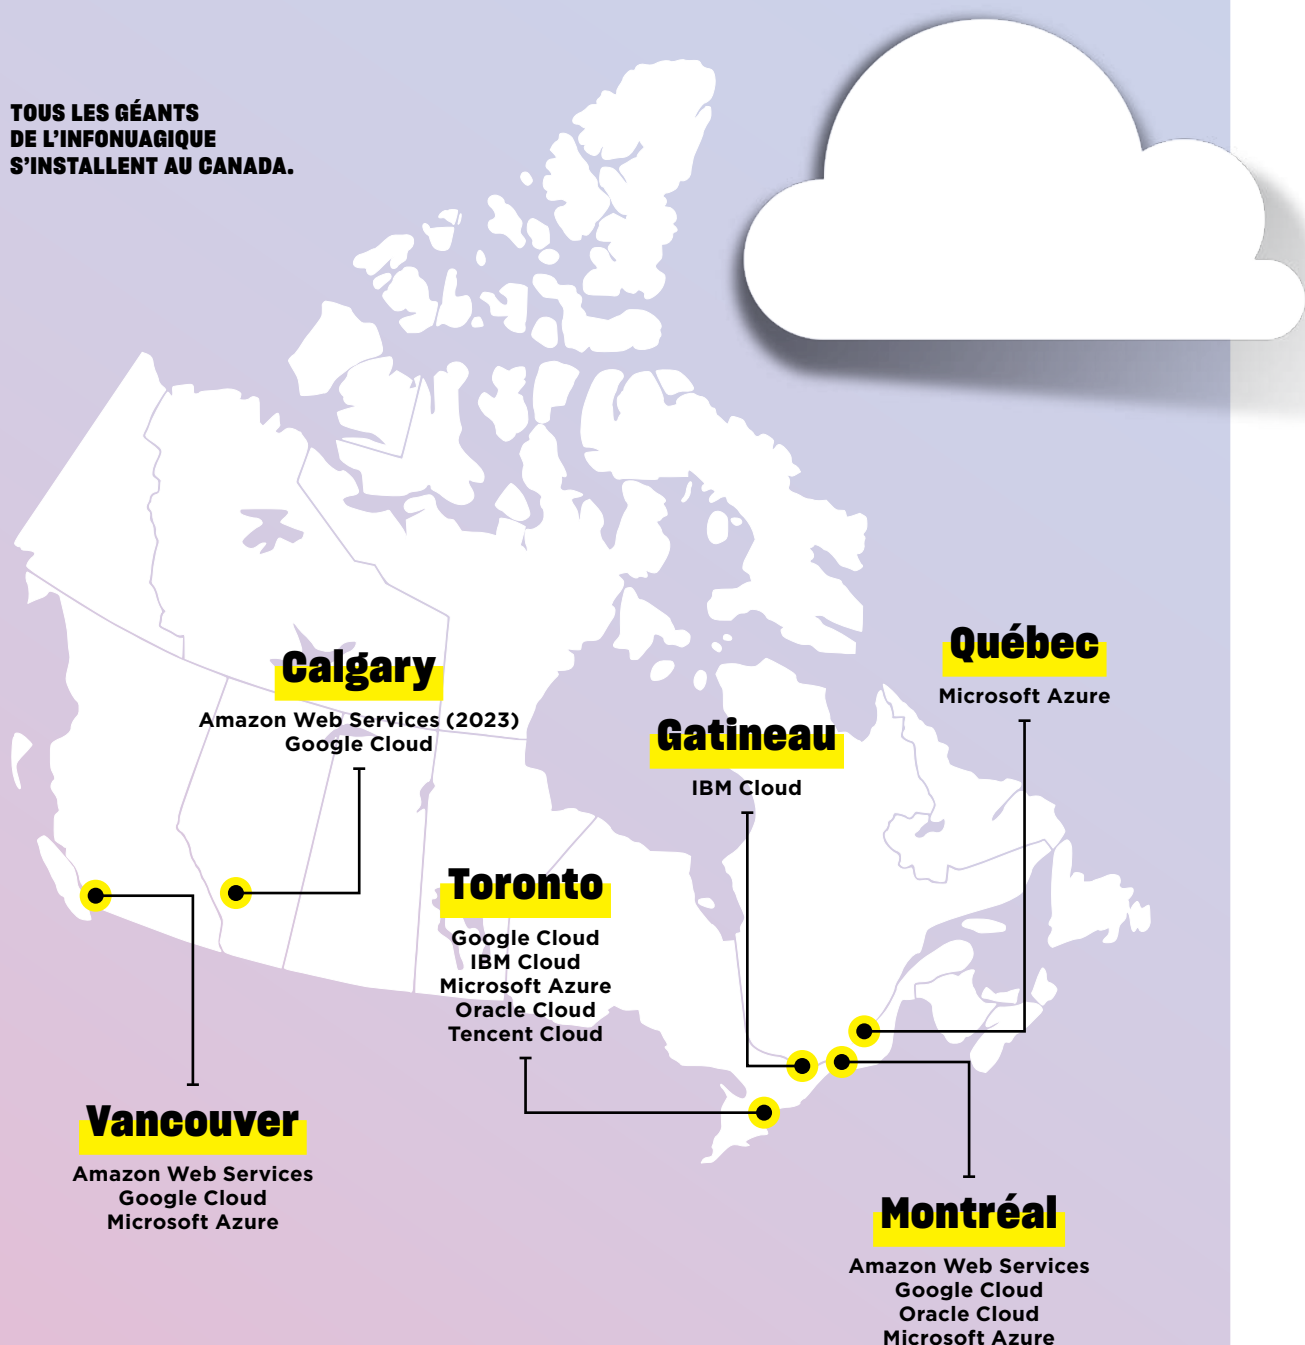 TOUS LES GÉANTS
DE L'INFONUAGIQUE
S'INSTALLENT AU CANADA.
Calgary
Amazon Web Services (2023)
Google Cloud
Québec
Microsoft Azure
Gatineau
IBM Cloud
Toronto
Google Cloud
IBM Cloud
Microsoft Azure
Oracle Cloud
Tencent Cloud
Vancouver
Amazon Web Services
Google Cloud
Microsoft Azure
Montréal
Amazon Web Services
Google Cloud
Oracle Cloud
Microsoft Azure